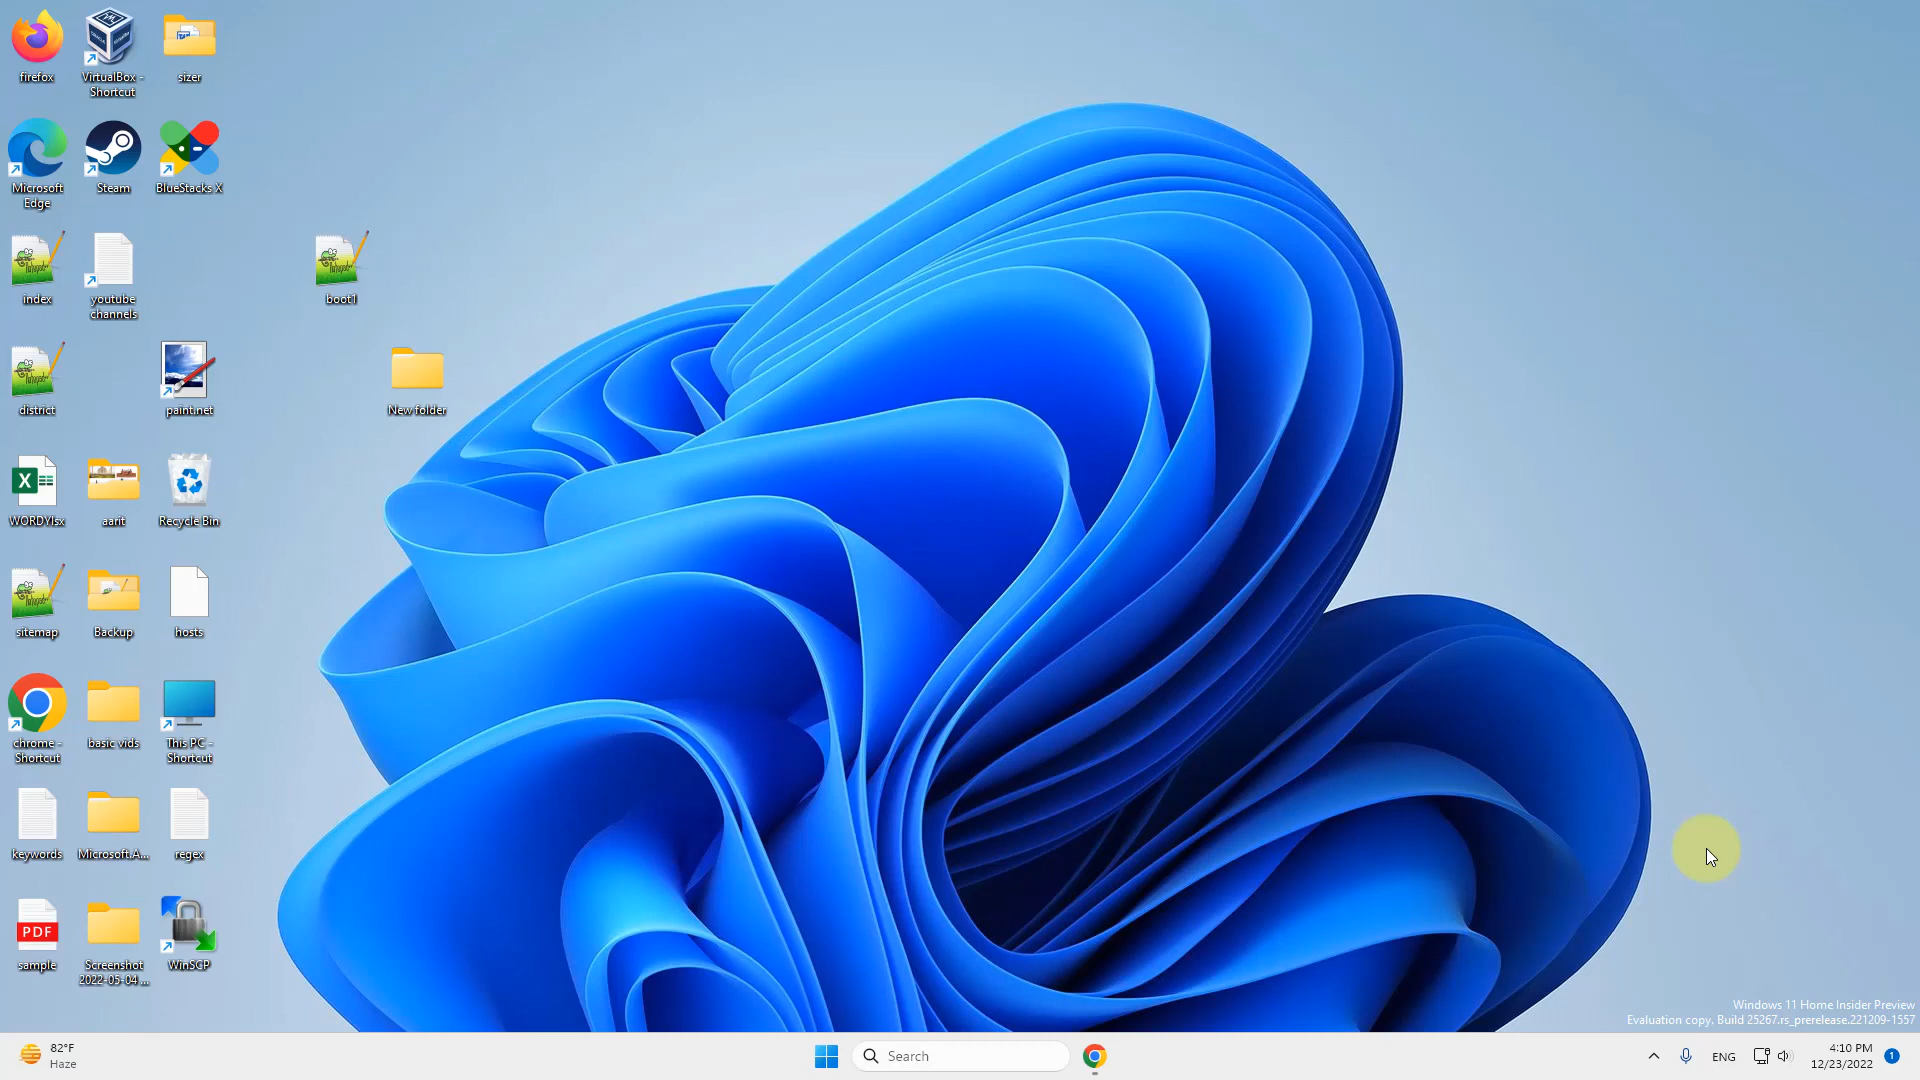 firefox
VirtualBox -
Shortcut
sizer
Microsoft
Edge
Steam
BlueStacks X
index
youtube
channels
boot1
district
paint.net
New folder
WORDYlsx
aarit
Recycle Bin
sitemap
Backup
hosts
chrome -
Shortcut
basic vids
This PC -
Shortcut
keywords
Microsoft.A...
regex
PDF
sample
Screenshot
2022-05-04 ...
WinSCP
Windows 11 Home Insider Preview
Evaluation copy. Build 25267.rs_prerelease.221209-1557
82°F
Haze
Search
ENG
4:10 PM
12/23/2022
1